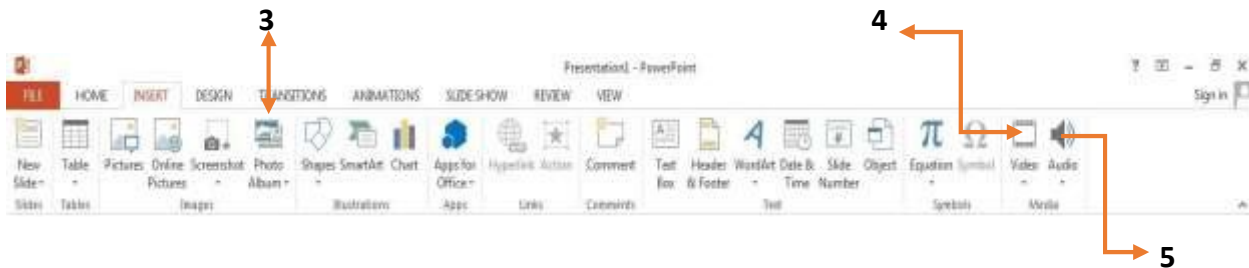 3
4
Presentation1 - PowerPoint
FILE HOME INSERT DESIGN TRANSITIONS ANIMATIONS SLIDE SHOW REVIEW VIEW Sign in
New Table Pictures Online Screenshot Photo Shapes SmartArt Chart Apps for Hyperlink Action Comment Text Header WordArt Date & Slide Object Equation Symbol Video Audio
Slide Pictures Album Office Box & Footer Time Number
Slides Tables Images Illustrations Apps Links Comments Text Symbols Media
5